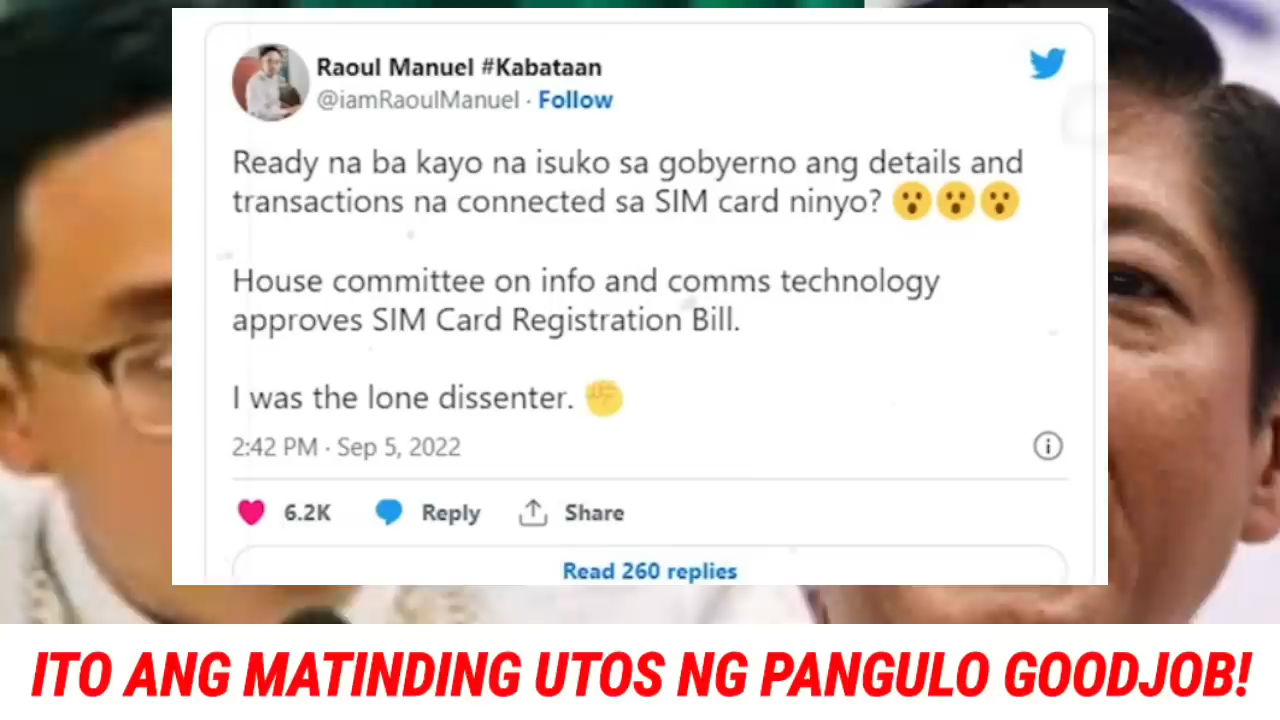 Raoul Manuel #Kabataan
@iamRaoulManuel · Follow
Ready na ba kayo na isuko sa gobyerno ang details and
transactions na connected sa SIM card ninyo? 😮😮😮
House committee on info and comms technology
approves SIM Card Registration Bill.
I was the lone dissenter. ✊
2:42 PM · Sep 5, 2022
6.2K Reply Share
Read 260 replies
ITO ANG MATINDING UTOS NG PANGULO GOODJOB!